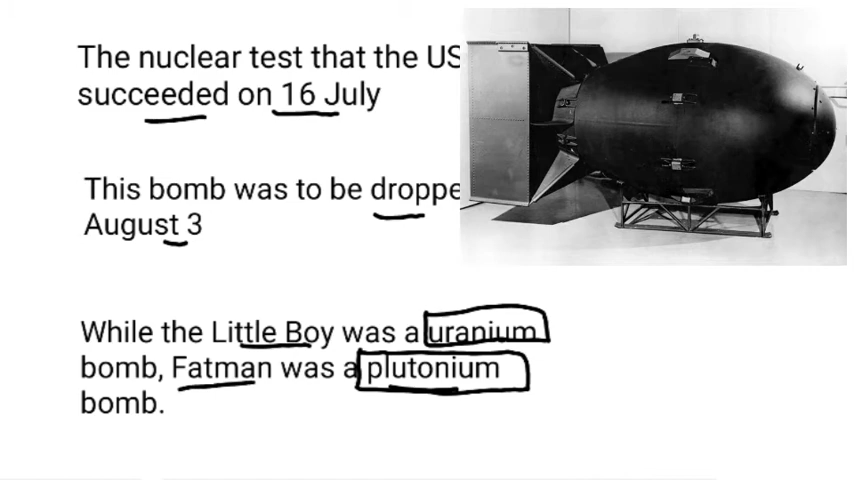 The nuclear test that the US
succeeded on 16 July
This bomb was to be droppe
August 3
While the Little Boy was a uranium
bomb, Fatman was a plutonium
bomb.